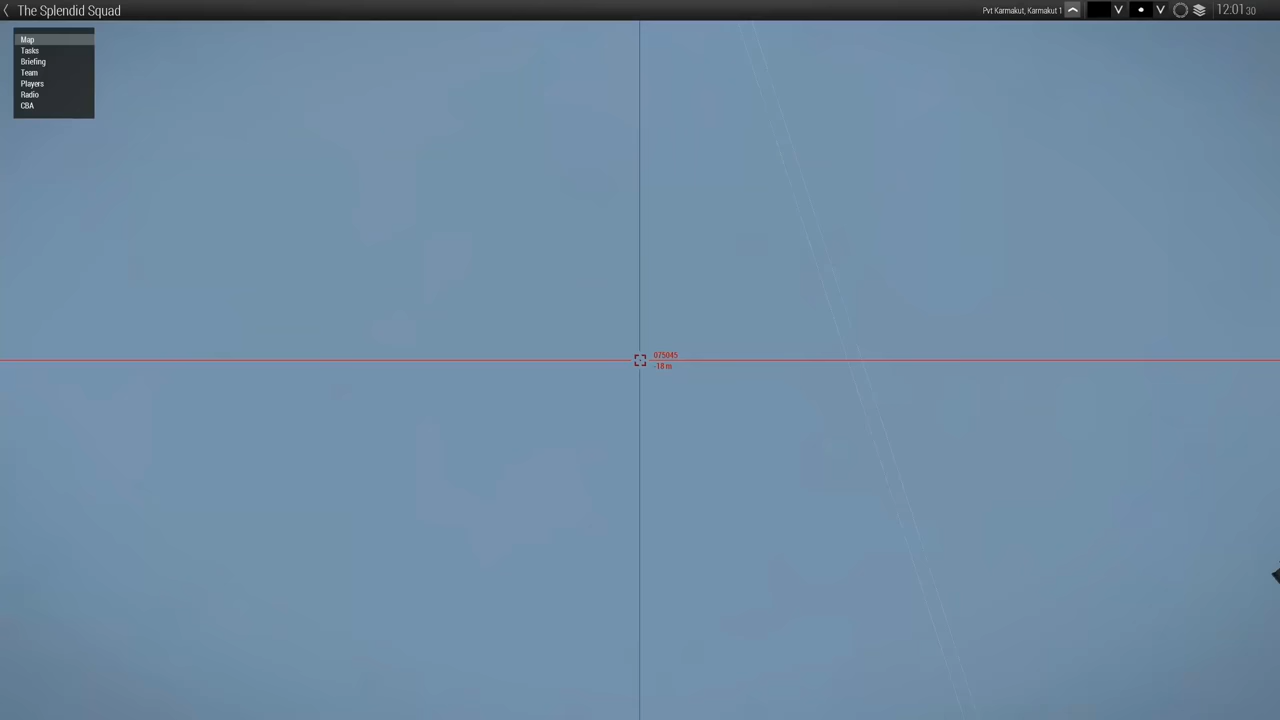 The Splendid Squad
Pvt Karmakut, Karmakut 1
12:01 30
Map
Tasks
Briefing
Team
Players
Radio
CBA
075045
-18 m